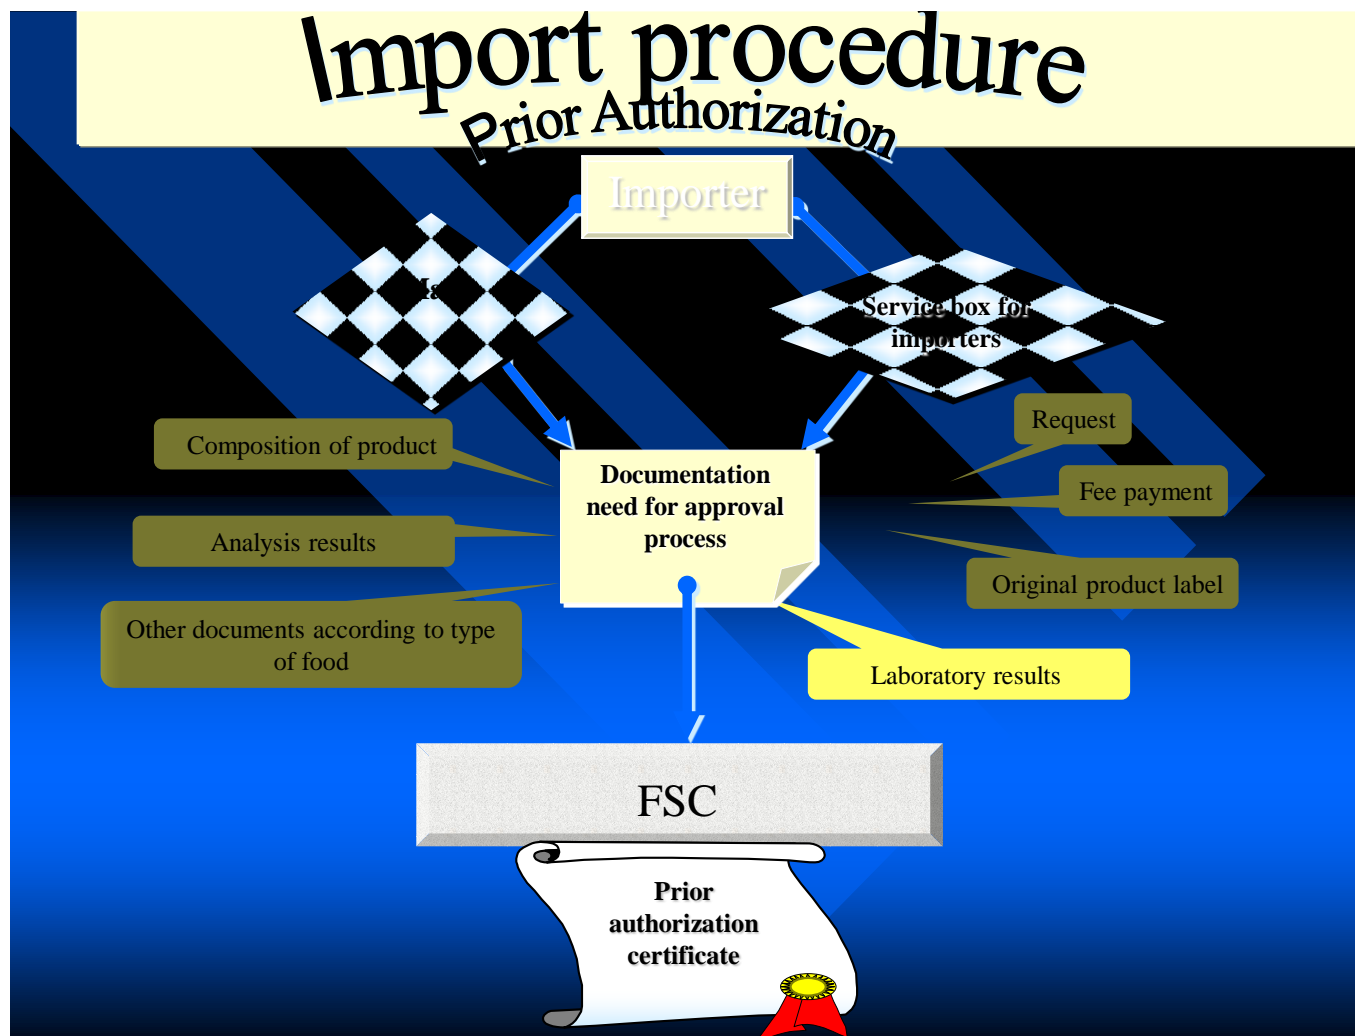 Import procedure
Prior Authorization
Importer
Service box for
importers
Request
Composition of product
Documentation
need for approval
process
Fee payment
Analysis results
Original product label
Other documents according to type
of food
Laboratory results
FSC
Prior
authorization
certificate